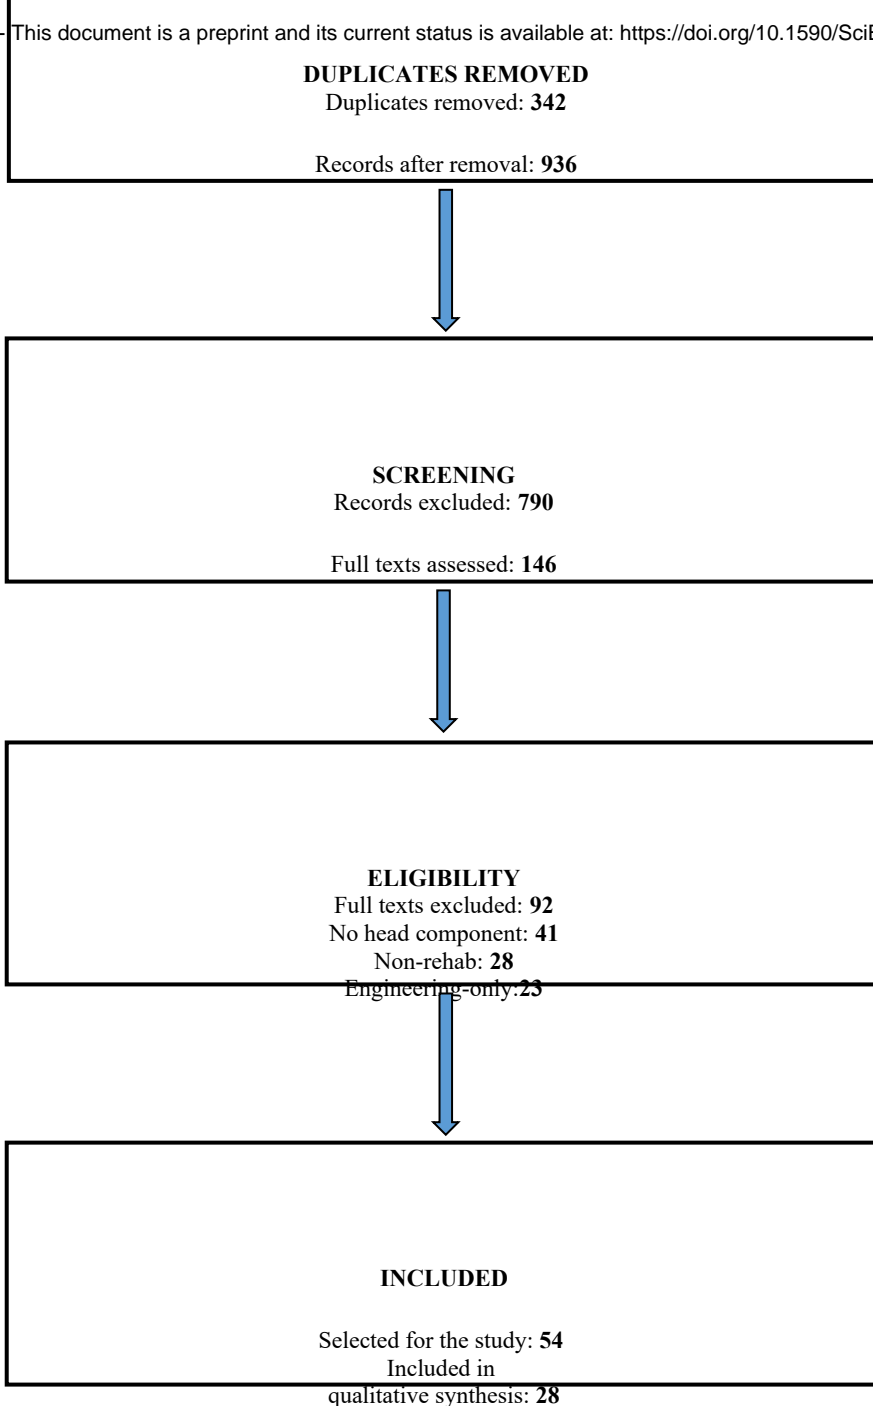 - This document is a preprint and its current status is available at: https://doi.org/10.1590/SciE
DUPLICATES REMOVED
Duplicates removed: 342
Records after removal: 936
SCREENING
Records excluded: 790
Full texts assessed: 146
ELIGIBILITY
Full texts excluded: 92
No head component: 41
Non-rehab: 28
Engineering-only:23
INCLUDED
Selected for the study: 54
Included in
qualitative synthesis: 28